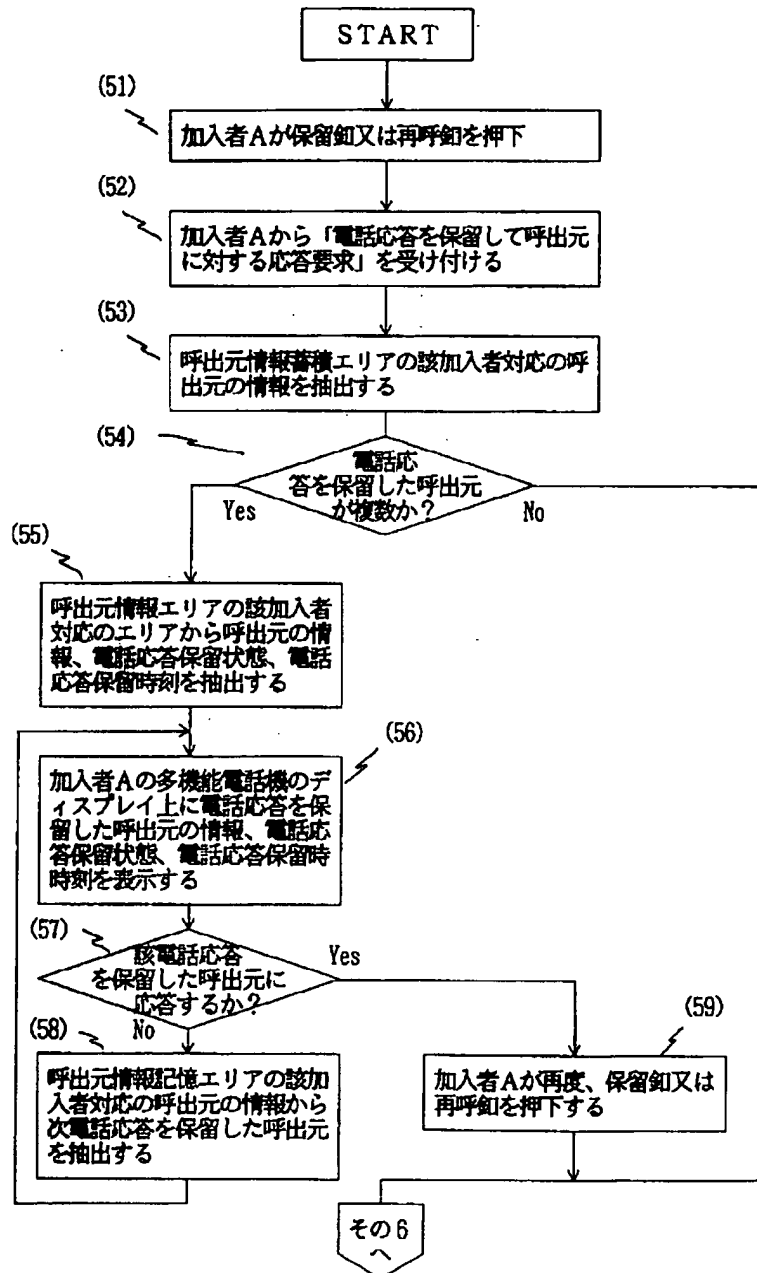 START
(51)
加入者Aが保留釦又は再呼釦を押下
(52)
加入者Aから「電話応答を保留して呼出元
に対する応答要求」を受け付ける
(53)
呼出元情報蓄積エリアの該加入者対応の呼
出元の情報を抽出する
(54)
電話応
答を保留した呼出元
が複数か?
Yes
No
(55)
呼出元情報エリアの該加入者
対応のエリアから呼出元の情
報、電話応答保留状態、電話
応答保留時刻を抽出する
(56)
加入者Aの多機能電話機のデ
ィスプレイ上に電話応答を保
留した呼出元の情報、電話応
答保留状態、電話応答保留時
時刻を表示する
(57)
該電話応答
を保留した呼出元に
応答するか?
Yes
No
(58)
呼出元情報記憶エリアの該加
入者対応の呼出元の情報から
次電話応答を保留した呼出元
を抽出する
(59)
加入者Aが再度、保留釦又は
再呼釦を押下する
その6
へ